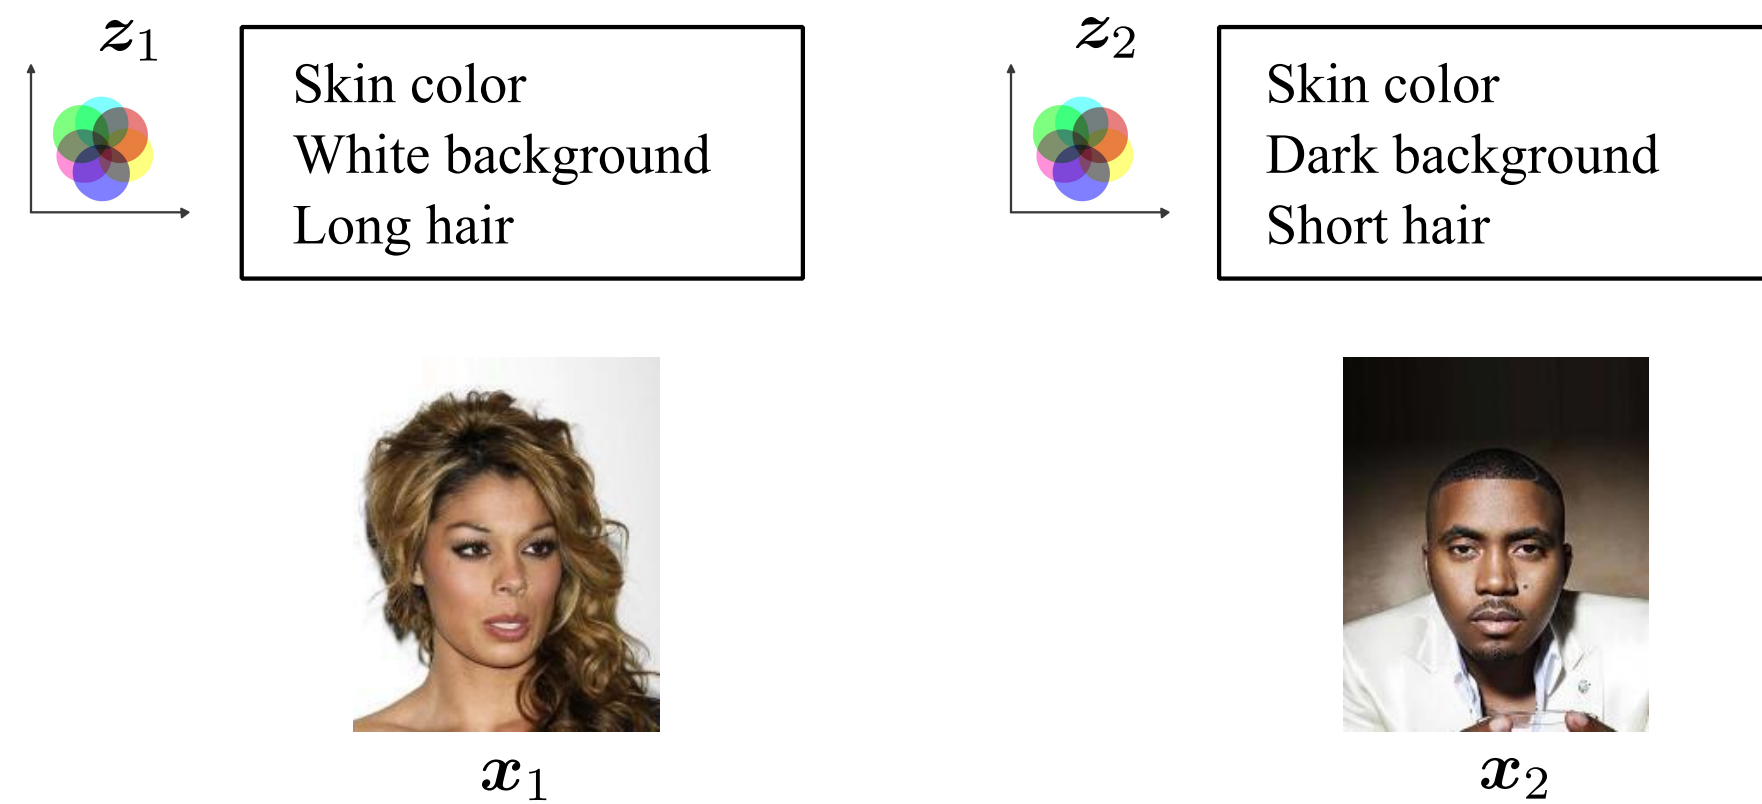 z1
Skin color
White background
Long hair
z2
Skin color
Dark background
Short hair
x1
x2